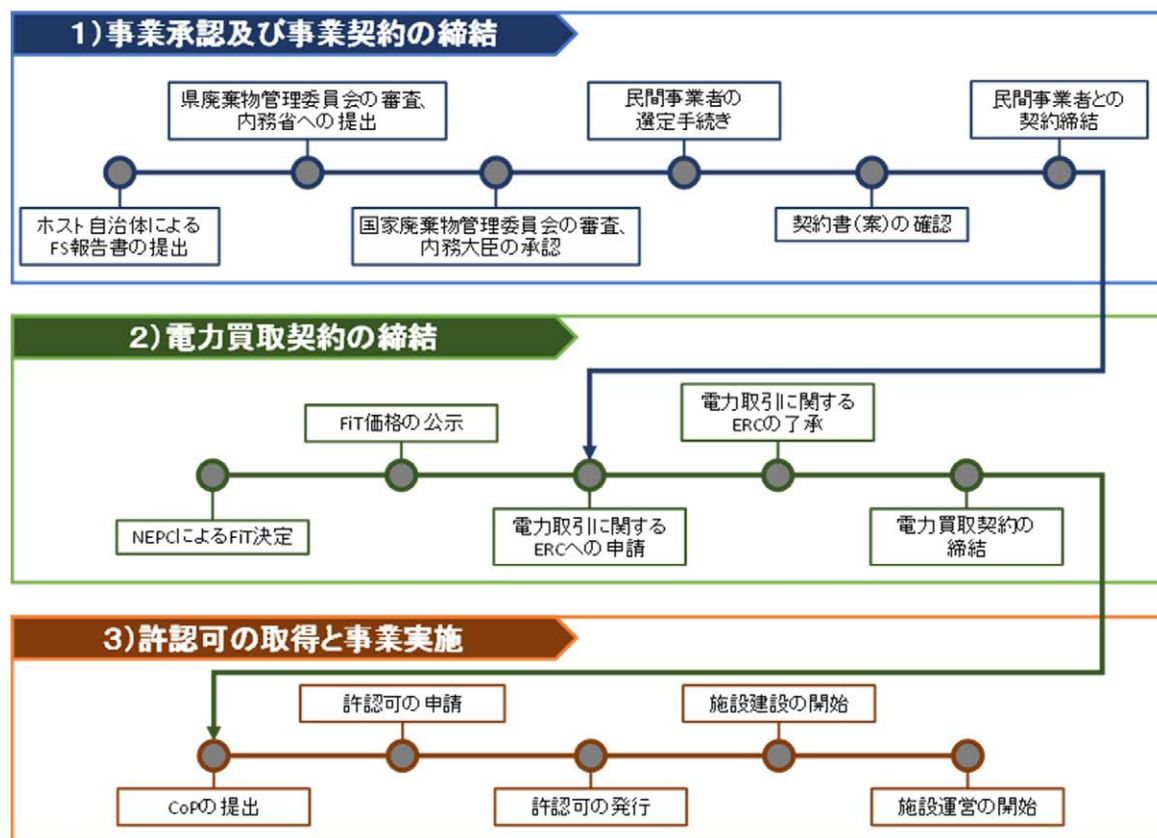 1）事業承認及び事業契約の締結
県廃棄物管理委員会の審査、
内務省への提出
民間事業者の
選定手続き
民間事業者との
契約締結
ホスト自治体による
FS報告書の提出
国家廃棄物管理委員会の審査、
内務大臣の承認
契約書(案)の確認
2）電力買取契約の締結
FiT価格の公示
電力取引に関する
ERCの了承
NEPCによるFiT決定
電力取引に関する
ERCへの申請
電力買取契約の
締結
3）許認可の取得と事業実施
許認可の申請
施設建設の開始
CoPの提出
許認可の発行
施設運営の開始